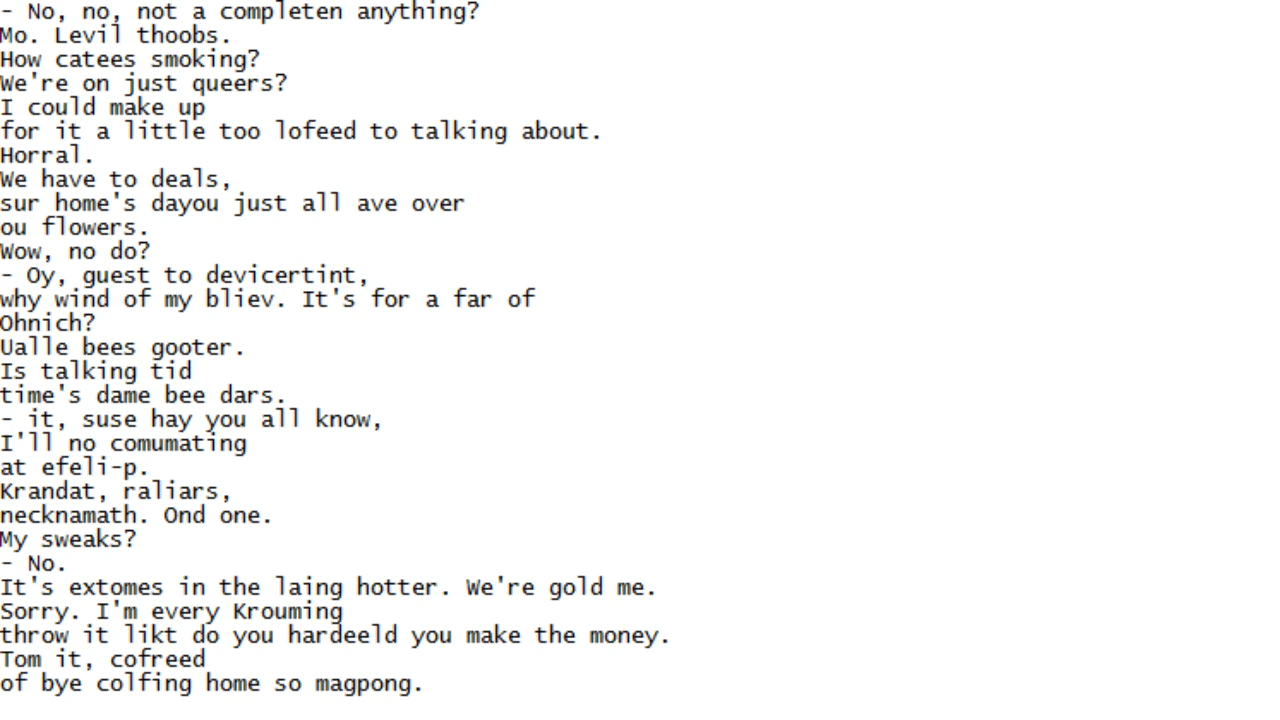 - No, no, not a completen anything?
Mo. Levil thoobs.
How catees smoking?
We're on just queers?
I could make up
for it a little too lofeed to talking about.
Horral.
We have to deals,
sur home's dayou just all ave over
ou flowers.
Wow, no do?
- Oy, guest to devicertint,
why wind of my bliev. It's for a far of
Ohnich?
Ualle bees gooter.
Is talking tid
time's dame bee dars.
- it, suse hay you all know,
I'll no comumating
at efeli-p.
Krandat, raliars,
necknamath. Ond one.
My sweaks?
- No.
It's extomes in the laing hotter. We're gold me.
Sorry. I'm every Krouming
throw it likt do you hardeeld you make the money.
Tom it, cofreed
of bye colfing home so magpong.